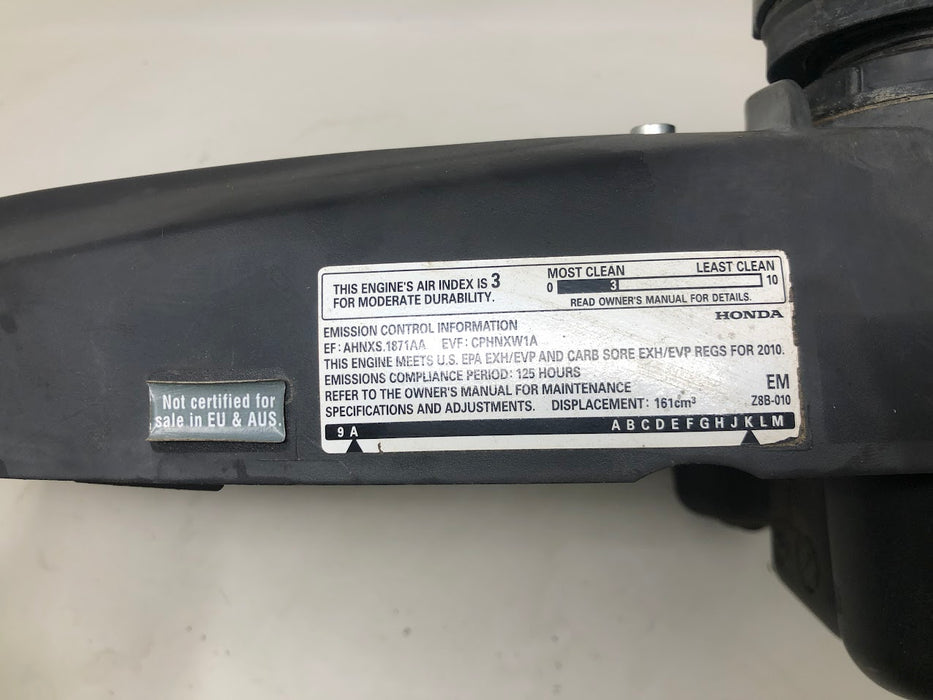 THIS ENGINE'S AIR INDEX IS 3
FOR MODERATE DURABILITY.
MOST CLEAN LEAST CLEAN
0 3 10
READ OWNER'S MANUAL FOR DETAILS.
HONDA
EMISSION CONTROL INFORMATION
EF: AHNXS.1871AA EVF: CPHNXW1A
THIS ENGINE MEETS U.S. EPA EXH/EVP AND CARB SORE EXH/EVP REGS FOR 2010.
EMISSIONS COMPLIANCE PERIOD: 125 HOURS
REFER TO THE OWNER'S MANUAL FOR MAINTENANCE EM
SPECIFICATIONS AND ADJUSTMENTS. DISPLACEMENT: 161cm³ Z8B-010
9 A A B C D E F G H J K L M
Not certified for
sale in EU & AUS.